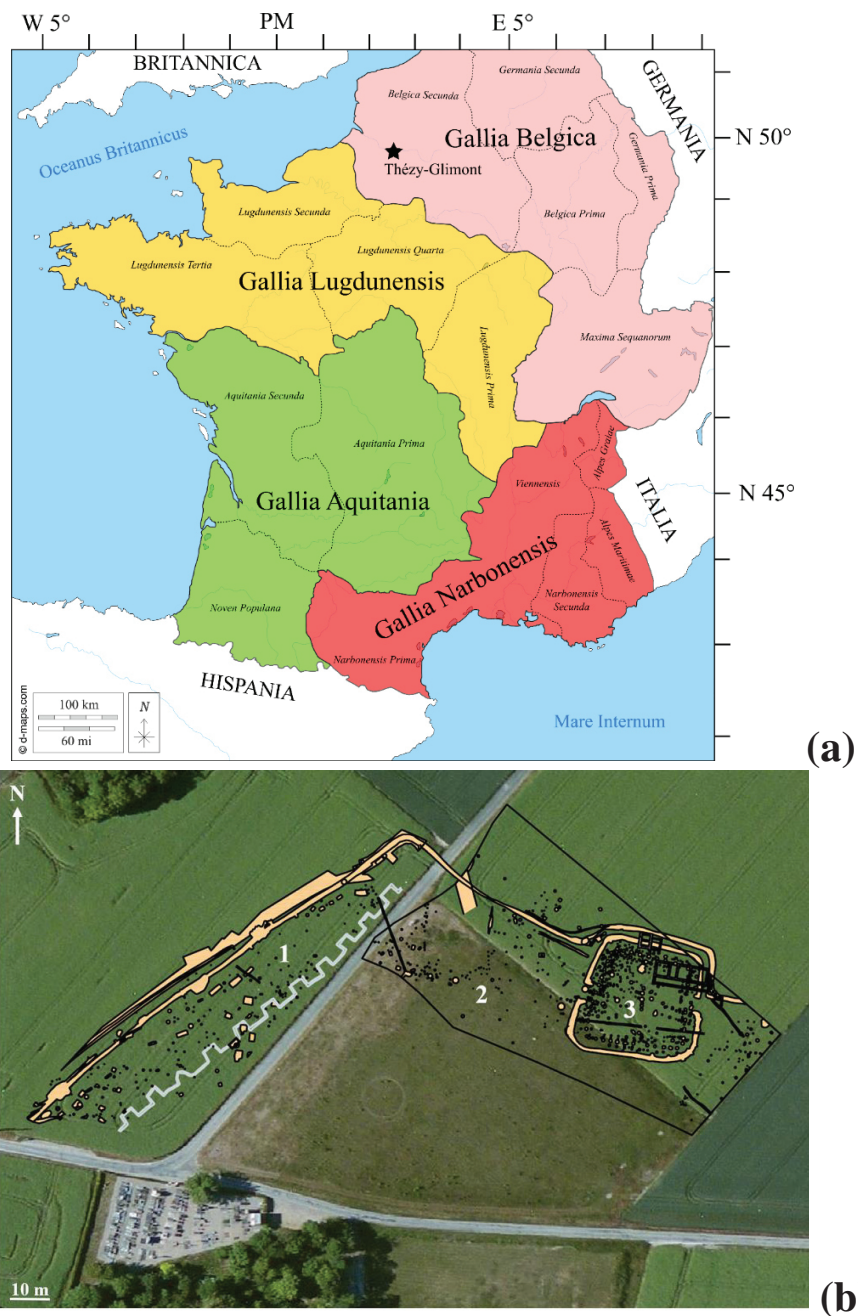 W 5°
PM
E 5°
BRITANNICA
GERMANIA
Germania Secunda
Belgica Secunda
Oceanus Britannicus
Gallia Belgica
N 50°
Thézy-Glimont
Germania Prima
Lugdunensis Secunda
Belgica Prima
Lugdunensis Tertia
Lugdunensis Quarta
Gallia Lugdunensis
Maxima Sequanorum
Lugdunensis Prima
Aquitania Secunda
Aquitania Prima
Alpes Graiae
Viennensis
Gallia Aquitania
N 45°
ITALIA
Alpes Maritimae
Gallia Narbonensis
Narbonensis
Secunda
Noven Populana
Narbonensis Prima
HISPANIA
© d-maps.com
100 km
60 mi
N
Mare Internum
(a)
N
1
2
3
10 m
(b)